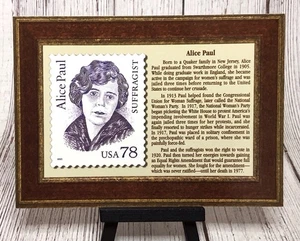 Alice Paul
SUFFRAGIST
USA 78
Alice Paul
Born to a Quaker family in New Jersey, Alice
Paul graduated from Swarthmore College in 1905.
While doing graduate work in England, she became
active in the campaign for women's suffrage and was
jailed three times before returning to the United States
to continue her crusade.
In 1913 Paul helped found the Congressional
Union for Woman Suffrage, later called the National
Woman's Party. In 1917, the National Woman's Party
began picketing the White House to protest America's
impending involvement in World War I. Paul was
again jailed three times for her protests, and she
finally resorted to hunger strikes while incarcerated.
In 1917, Paul was placed in solitary confinement in
the psychopathic ward of a prison, where she was
painfully force-fed.
Paul and the suffragists won the right to vote in
1920. Paul then turned her energies towards gaining
an Equal Rights Amendment that would guarantee full
equality for women. She fought for the amendment—
which was never ratified—until her death in 1977.